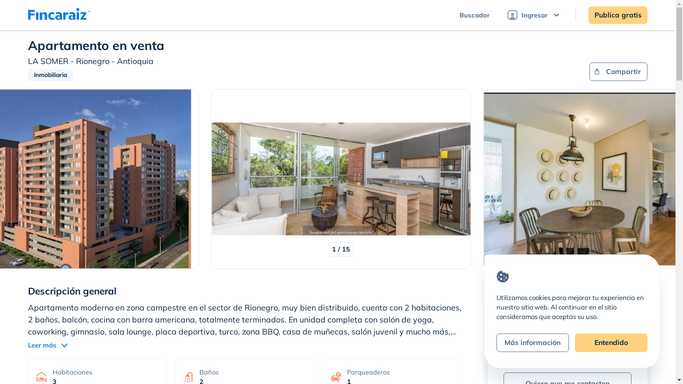 Fincaraiz
Buscador
Ingresar
Publica gratis
Apartamento en venta
LA SOMER - Rionegro - Antioquia
Inmobiliaria
Compartir
1 / 15
Descripción general
Apartamento moderno en zona campestre en el sector de Rionegro, muy bien distribuido, cuenta con 2 habitaciones,
2 baños, balcón, cocina con barra americana, totalmente terminados. En unidad completa con salón de yoga,
coworking, gimnasio, sala lounge, placa deportiva, turco, zona BBQ, casa de muñecas, salón juvenil y mucho más,...
Leer más
Habitaciones
3
Baños
2
Parqueaderos
1
Utilizamos cookies para mejorar tu experiencia en
nuestro sitio web. Al continuar en el sitio
consideramos que aceptas su uso.
Más información
Entendido
Quiero que me contacten